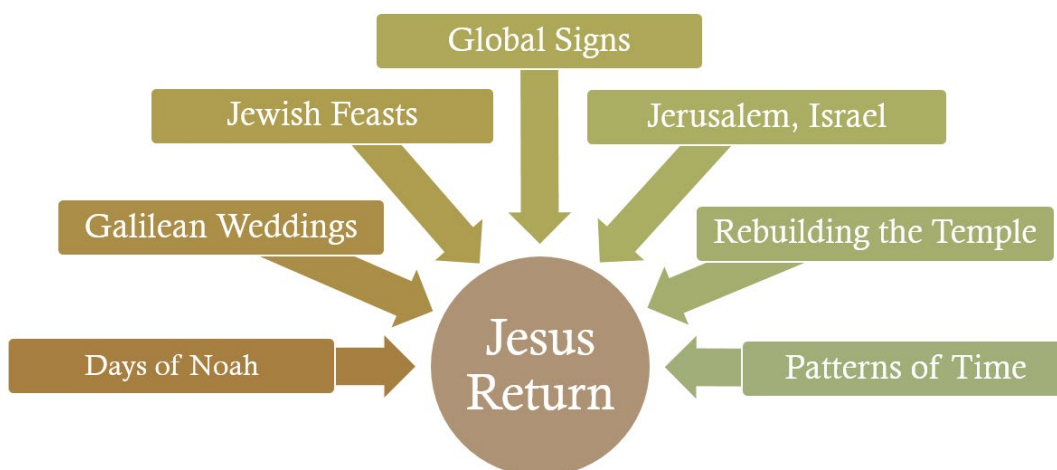 Global Signs
Jewish Feasts
Jerusalem, Israel
Galilean Weddings
Rebuilding the Temple
Days of Noah
Jesus
Return
Patterns of Time